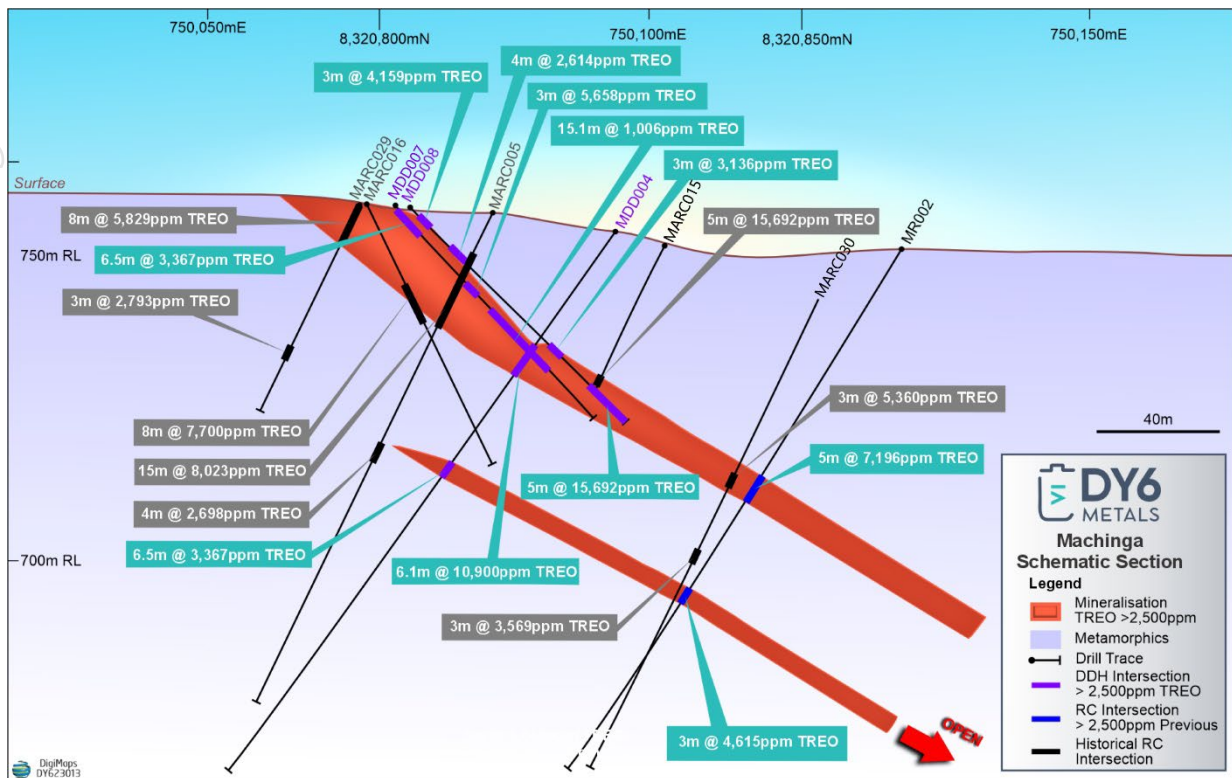 750,050mE
8,320,800mN
750,100mE
8,320,850mN
750,150mE
4m @ 2,614ppm TREO
3m @ 4,159ppm TREO
3m @ 5,658ppm TREO
15.1m @ 1,006ppm TREO
3m @ 3,136ppm TREO
MARC029
MARC016
MDD007
MDD008
MARC005
MDD004
MARC015
MARC030
MR002
Surface
8m @ 5,829ppm TREO
5m @ 15,692ppm TREO
750m RL
6.5m @ 3,367ppm TREO
3m @ 2,793ppm TREO
3m @ 5,360ppm TREO
40m
8m @ 7,700ppm TREO
5m @ 7,196ppm TREO
15m @ 8,023ppm TREO
5m @ 15,692ppm TREO
4m @ 2,698ppm TREO
6.5m @ 3,367ppm TREO
700m RL
6.1m @ 10,900ppm TREO
3m @ 3,569ppm TREO
3m @ 4,615ppm TREO
OPEN
DY6
METALS
Machinga
Schematic Section
Legend
Mineralisation
TREO >2,500ppm
Metamorphics
Drill Trace
DDH Intersection
> 2,500ppm TREO
RC Intersection
> 2,500ppm Previous
Historical RC
Intersection
DigiMaps
DY623013